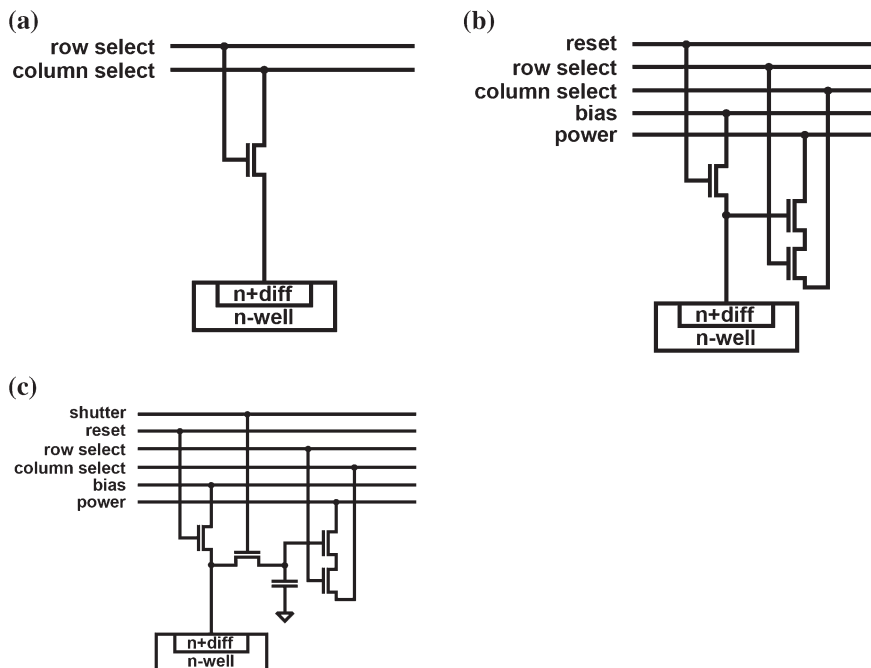 (a)
row select
column select
n+diff
n-well
(b)
reset
row select
column select
bias
power
n+diff
n-well
(c)
shutter
reset
row select
column select
bias
power
n+diff
n-well